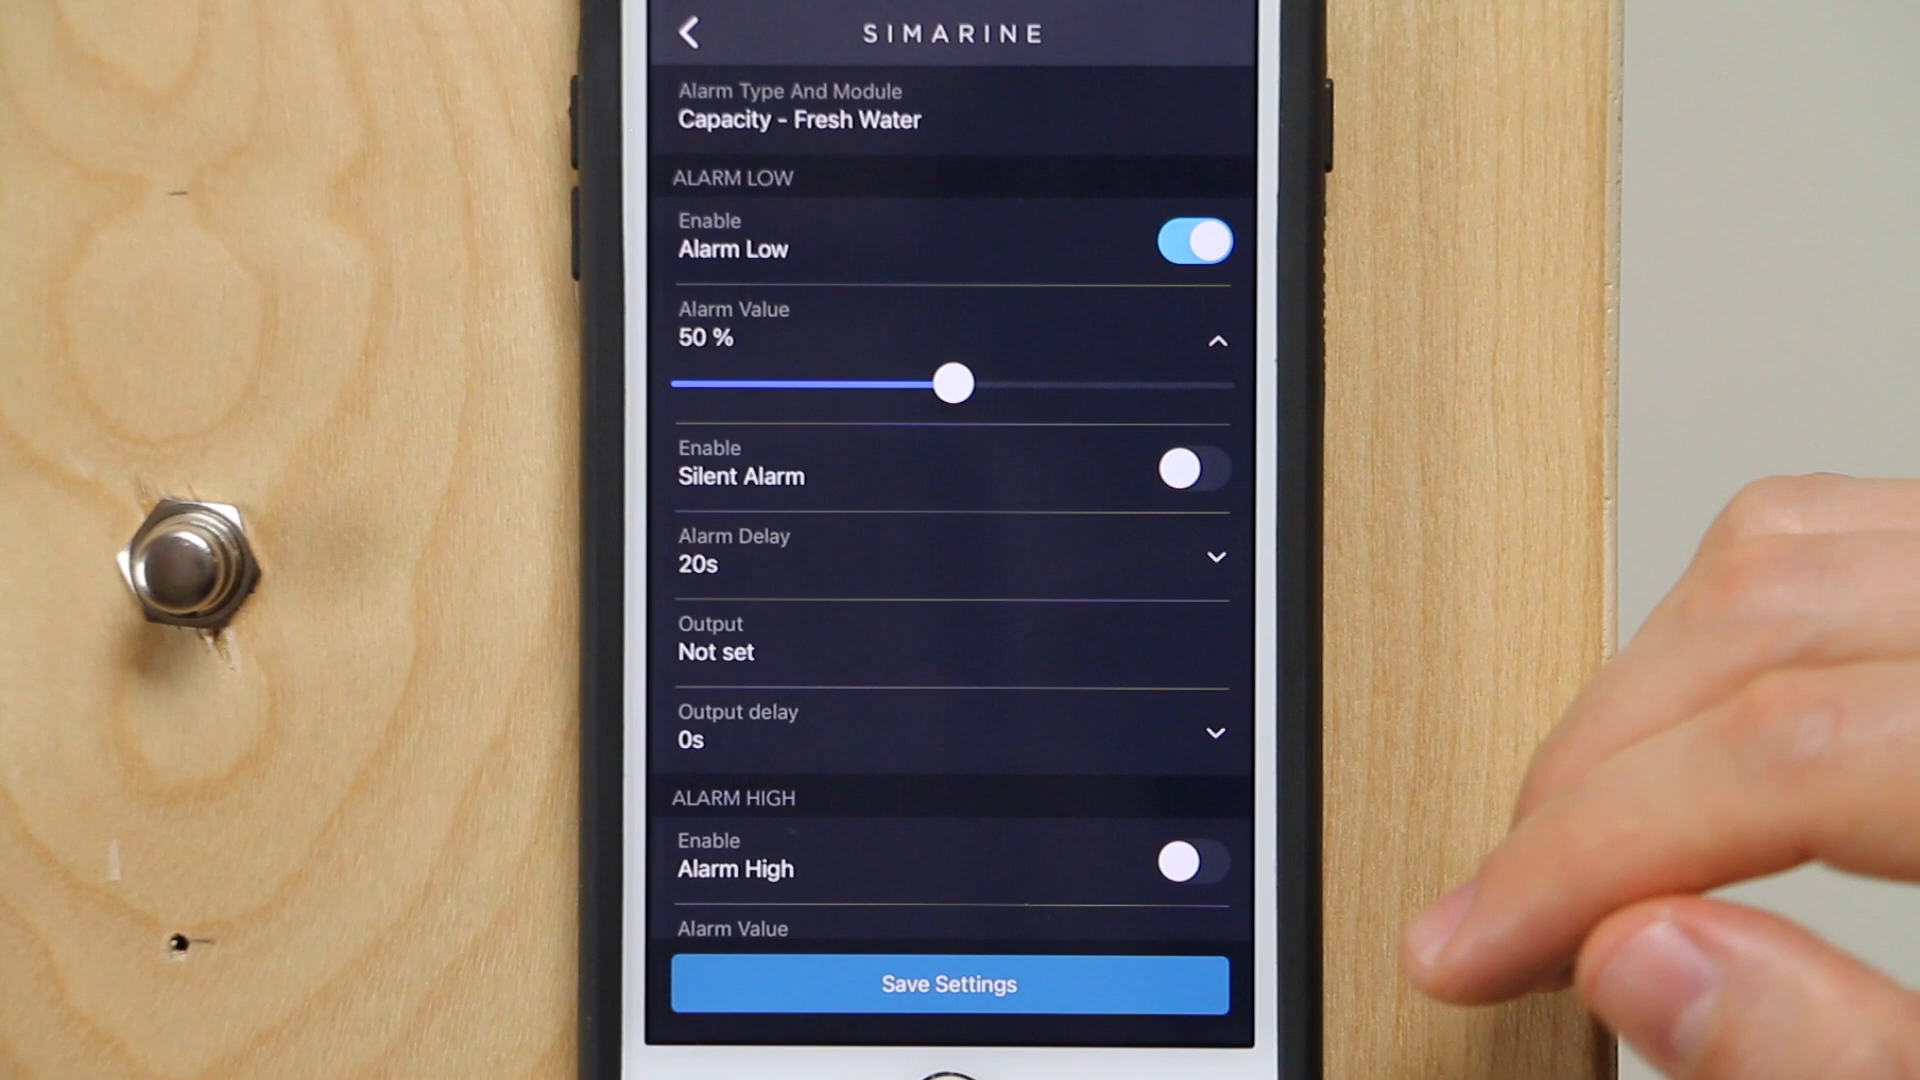 SIMARINE
Alarm Type And Module
Capacity - Fresh Water
ALARM LOW
Enable
Alarm Low
Alarm Value
50 %
Enable
Silent Alarm
Alarm Delay
20s
Output
Not set
Output delay
0s
ALARM HIGH
Enable
Alarm High
Alarm Value
Save Settings